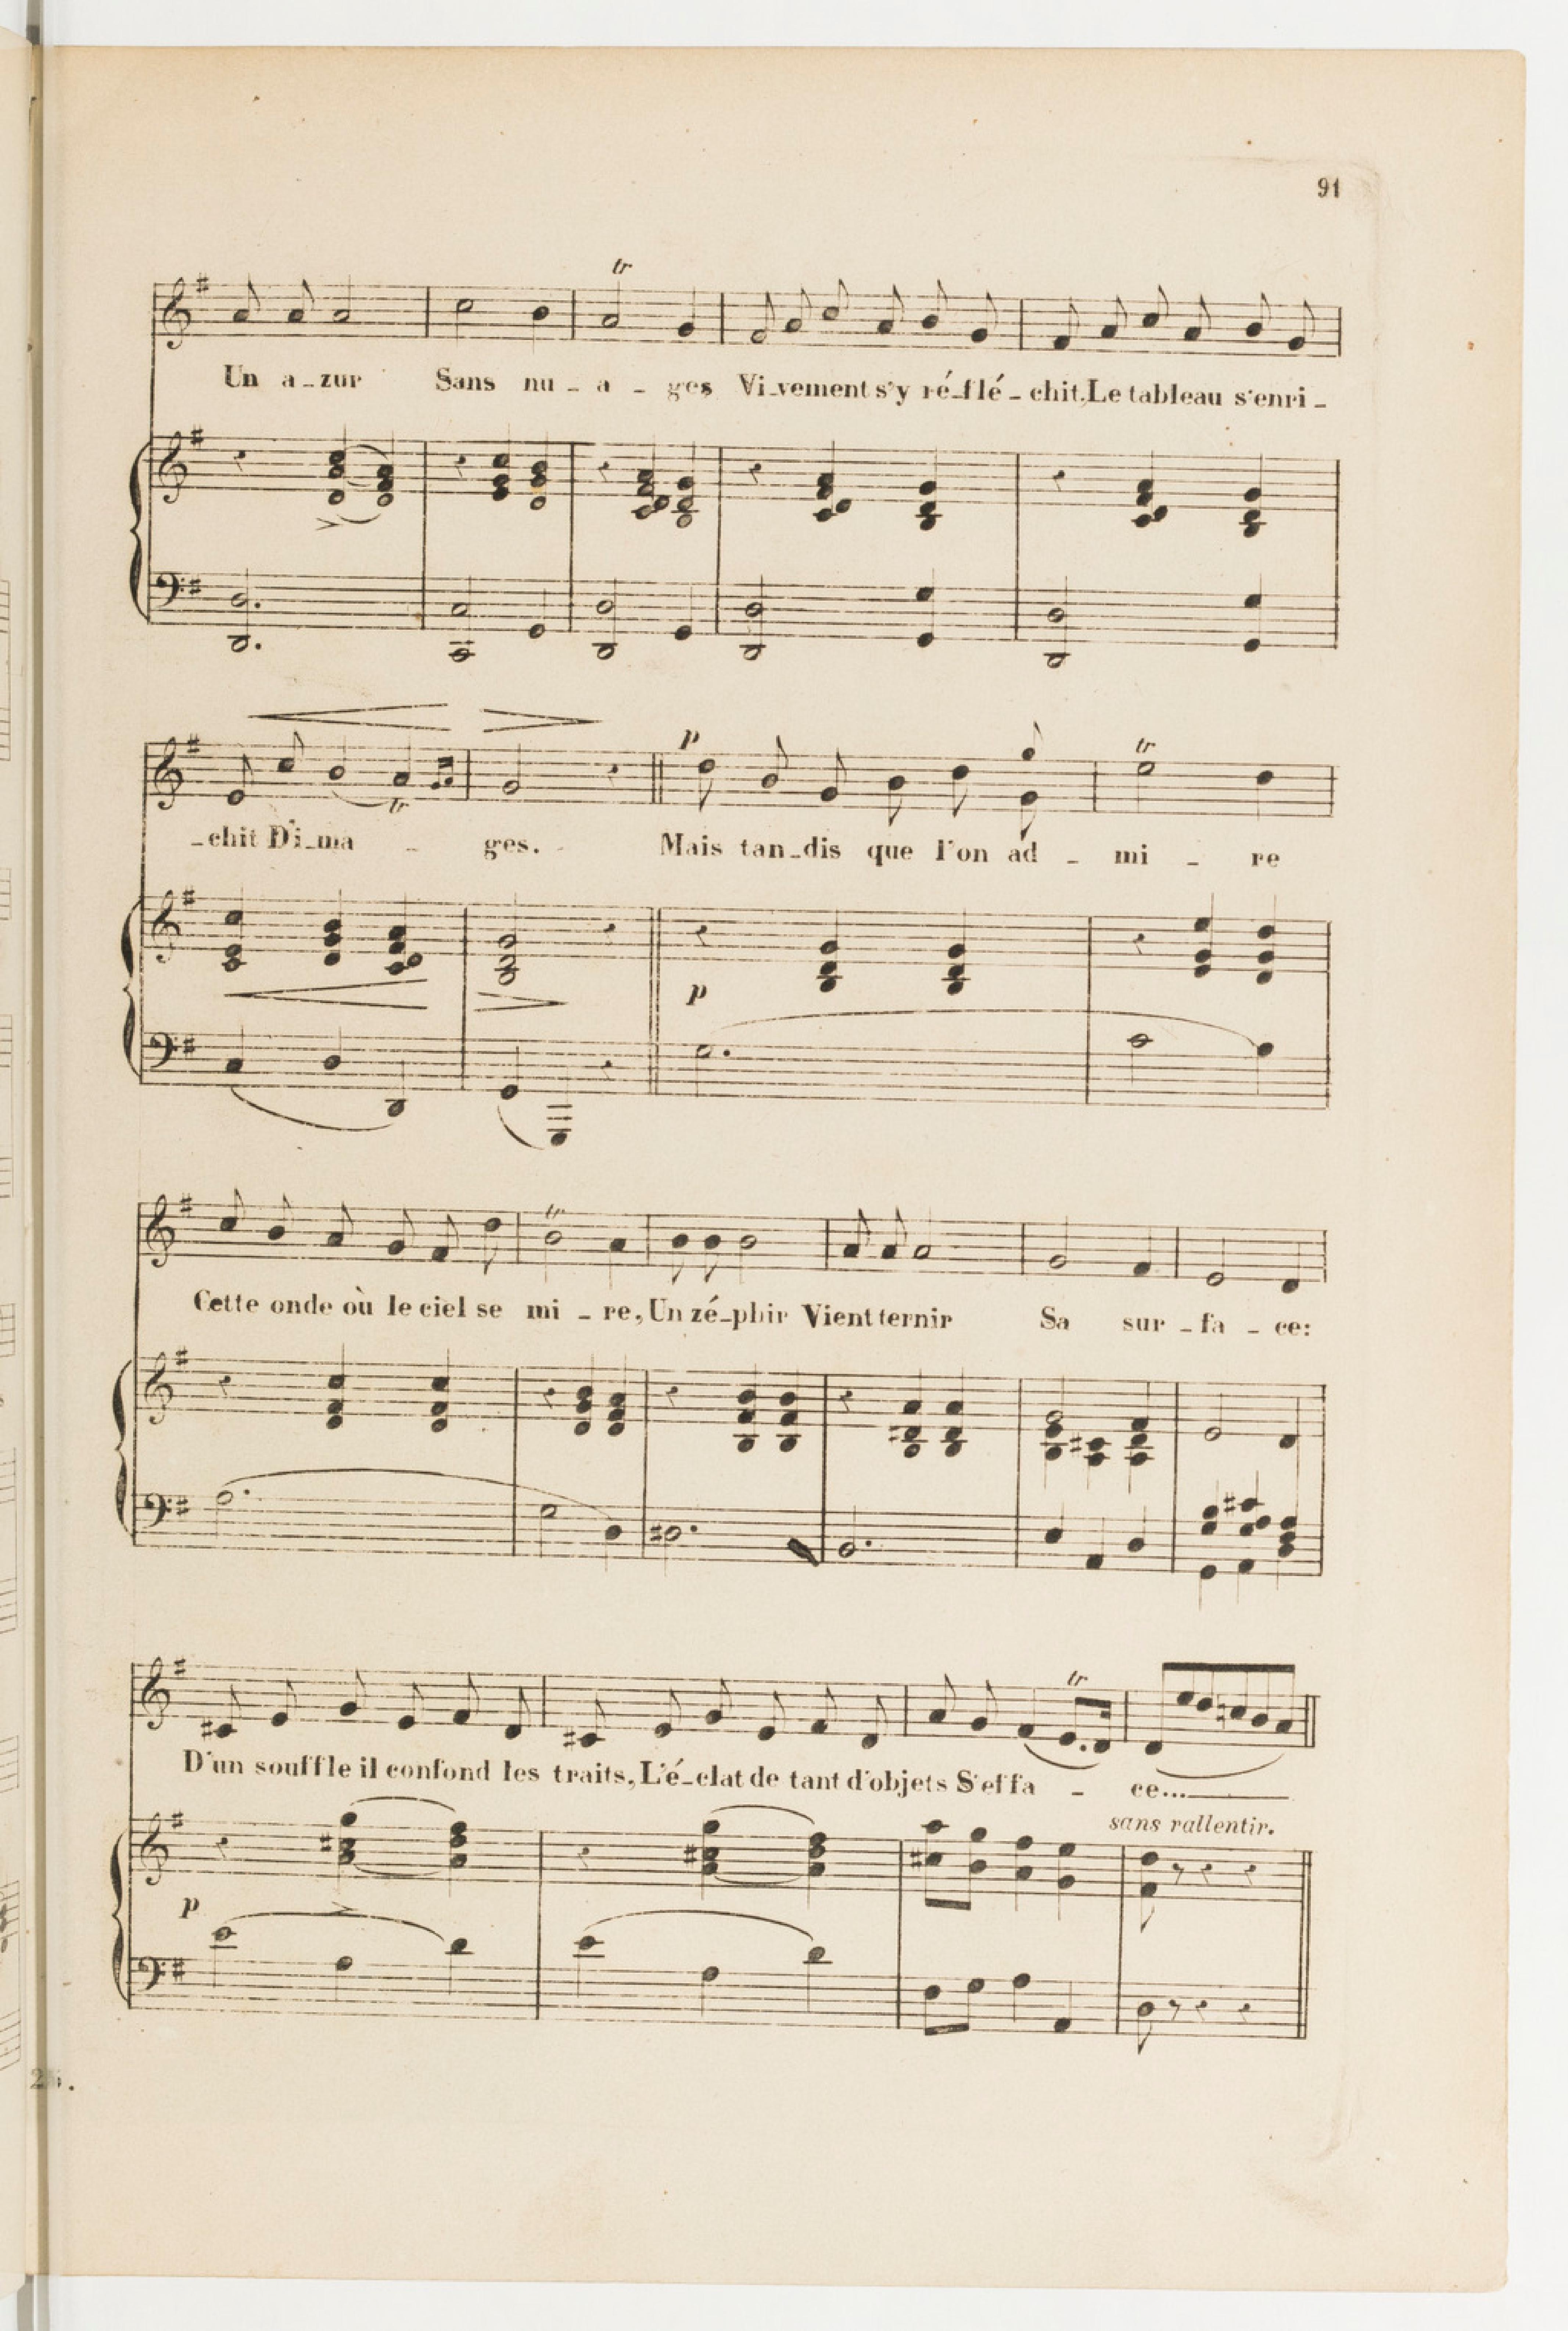 91
tr
Un a_zur Sans nu_a_ges Vi_vement s'y ré_flé_chit, Le tableau s'enri_
p tr
tr
_chit D'i_ma_ges. Mais tan_dis que l'on ad_mi_re
p
tr
Cette onde où le ciel se mi_re, Un zé_phir Vient ternir Sa sur_fa_ce:
tr
D'un souffle il confond les traits, L'é_clat de tant d'objets S'effa_ce...
sans rallentir.
p